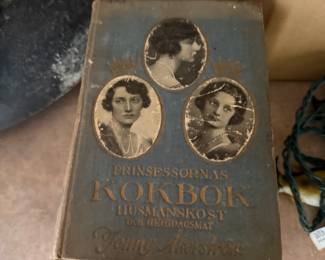 PRINSESSORNAS
KOKBOK
HUSMANSKOST
OCH HELGDAGSMAT
Jenny Åkerström